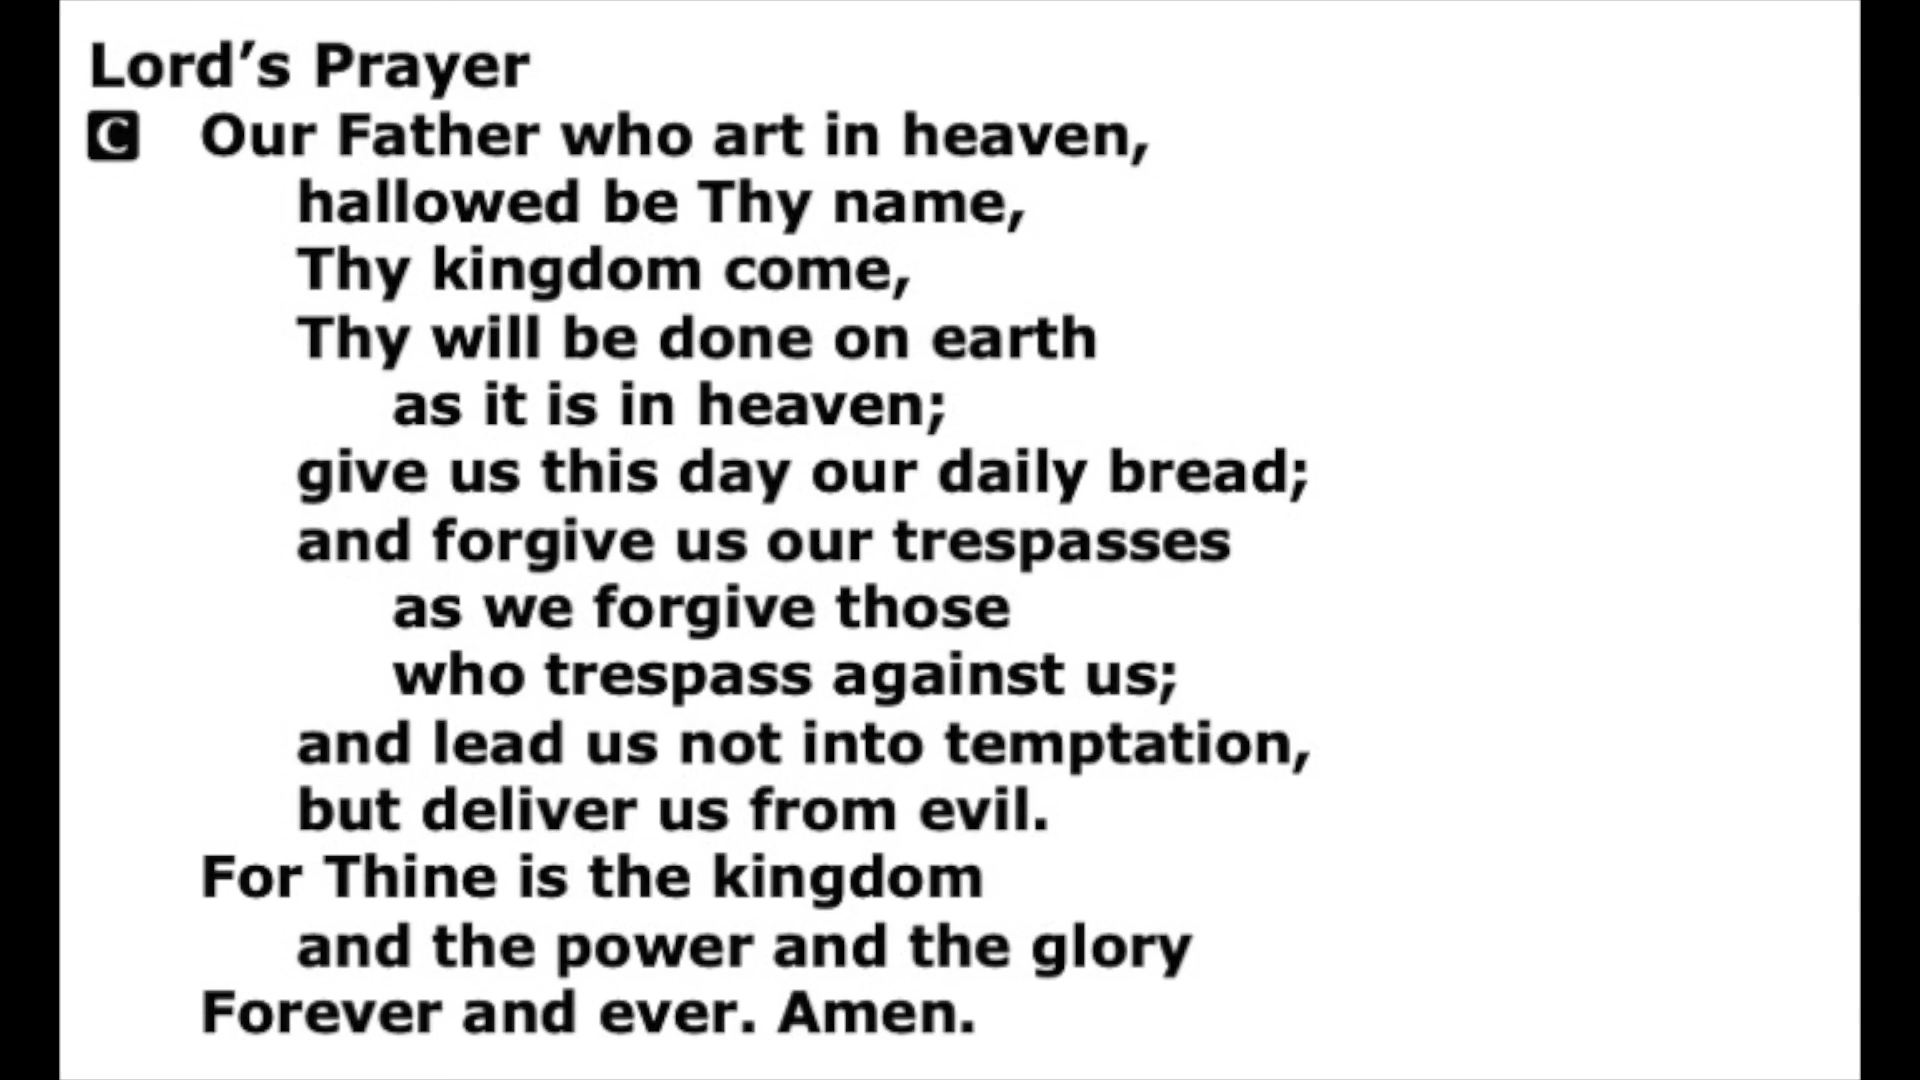 Lord’s Prayer
C Our Father who art in heaven,
hallowed be Thy name,
Thy kingdom come,
Thy will be done on earth
as it is in heaven;
give us this day our daily bread;
and forgive us our trespasses
as we forgive those
who trespass against us;
and lead us not into temptation,
but deliver us from evil.
For Thine is the kingdom
and the power and the glory
Forever and ever. Amen.